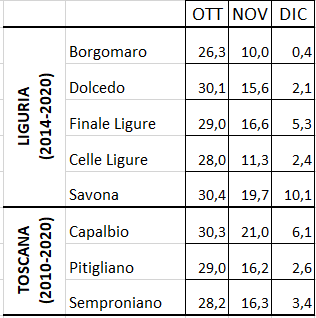 OTT NOV DIC
LIGURIA
(2014-2020)
Borgomaro 26,3 10,0 0,4
Dolcedo 30,1 15,6 2,1
Finale Ligure 29,0 16,6 5,3
Celle Ligure 28,0 11,3 2,4
Savona 30,4 19,7 10,1
TOSCANA
(2010-2020)
Capalbio 30,3 21,0 6,1
Pitigliano 29,0 16,2 2,6
Semproniano 28,2 16,3 3,4